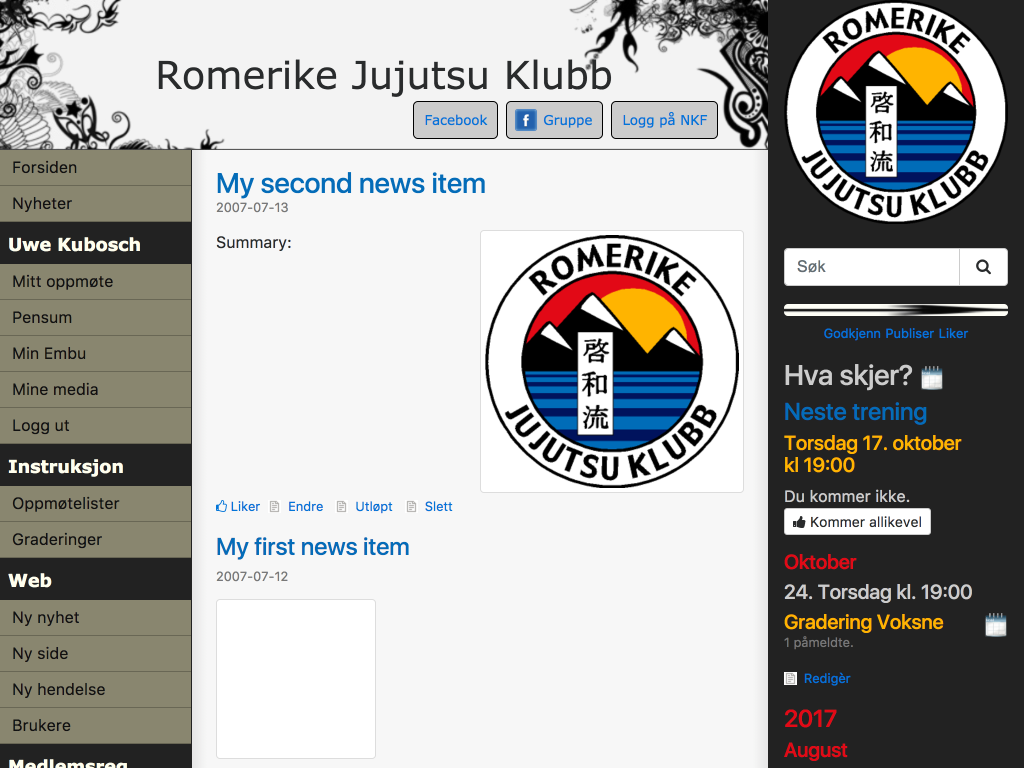 Romerike Jujutsu Klubb
Facebook
Gruppe
Logg på NKF
Forsiden
Nyheter
Uwe Kubosch
Mitt oppmøte
Pensum
Min Embu
Mine media
Logg ut
Instruksjon
Oppmøtelister
Graderinger
Web
Ny nyhet
Ny side
Ny hendelse
Brukere
Medlemsreg
My second news item
2007-07-13
Summary:
ROMERIKE
啓和流
JUJUTSU KLUBB
Liker
Endre
Utløpt
Slett
My first news item
2007-07-12
ROMERIKE
啓和流
JUJUTSU KLUBB
Søk
Godkjenn Publiser Liker
Hva skjer?
Neste trening
Torsdag 17. oktober
kl 19:00
Du kommer ikke.
Kommer allikevel
Oktober
24. Torsdag kl. 19:00
Gradering Voksne
1 påmeldte.
Redigèr
2017
August